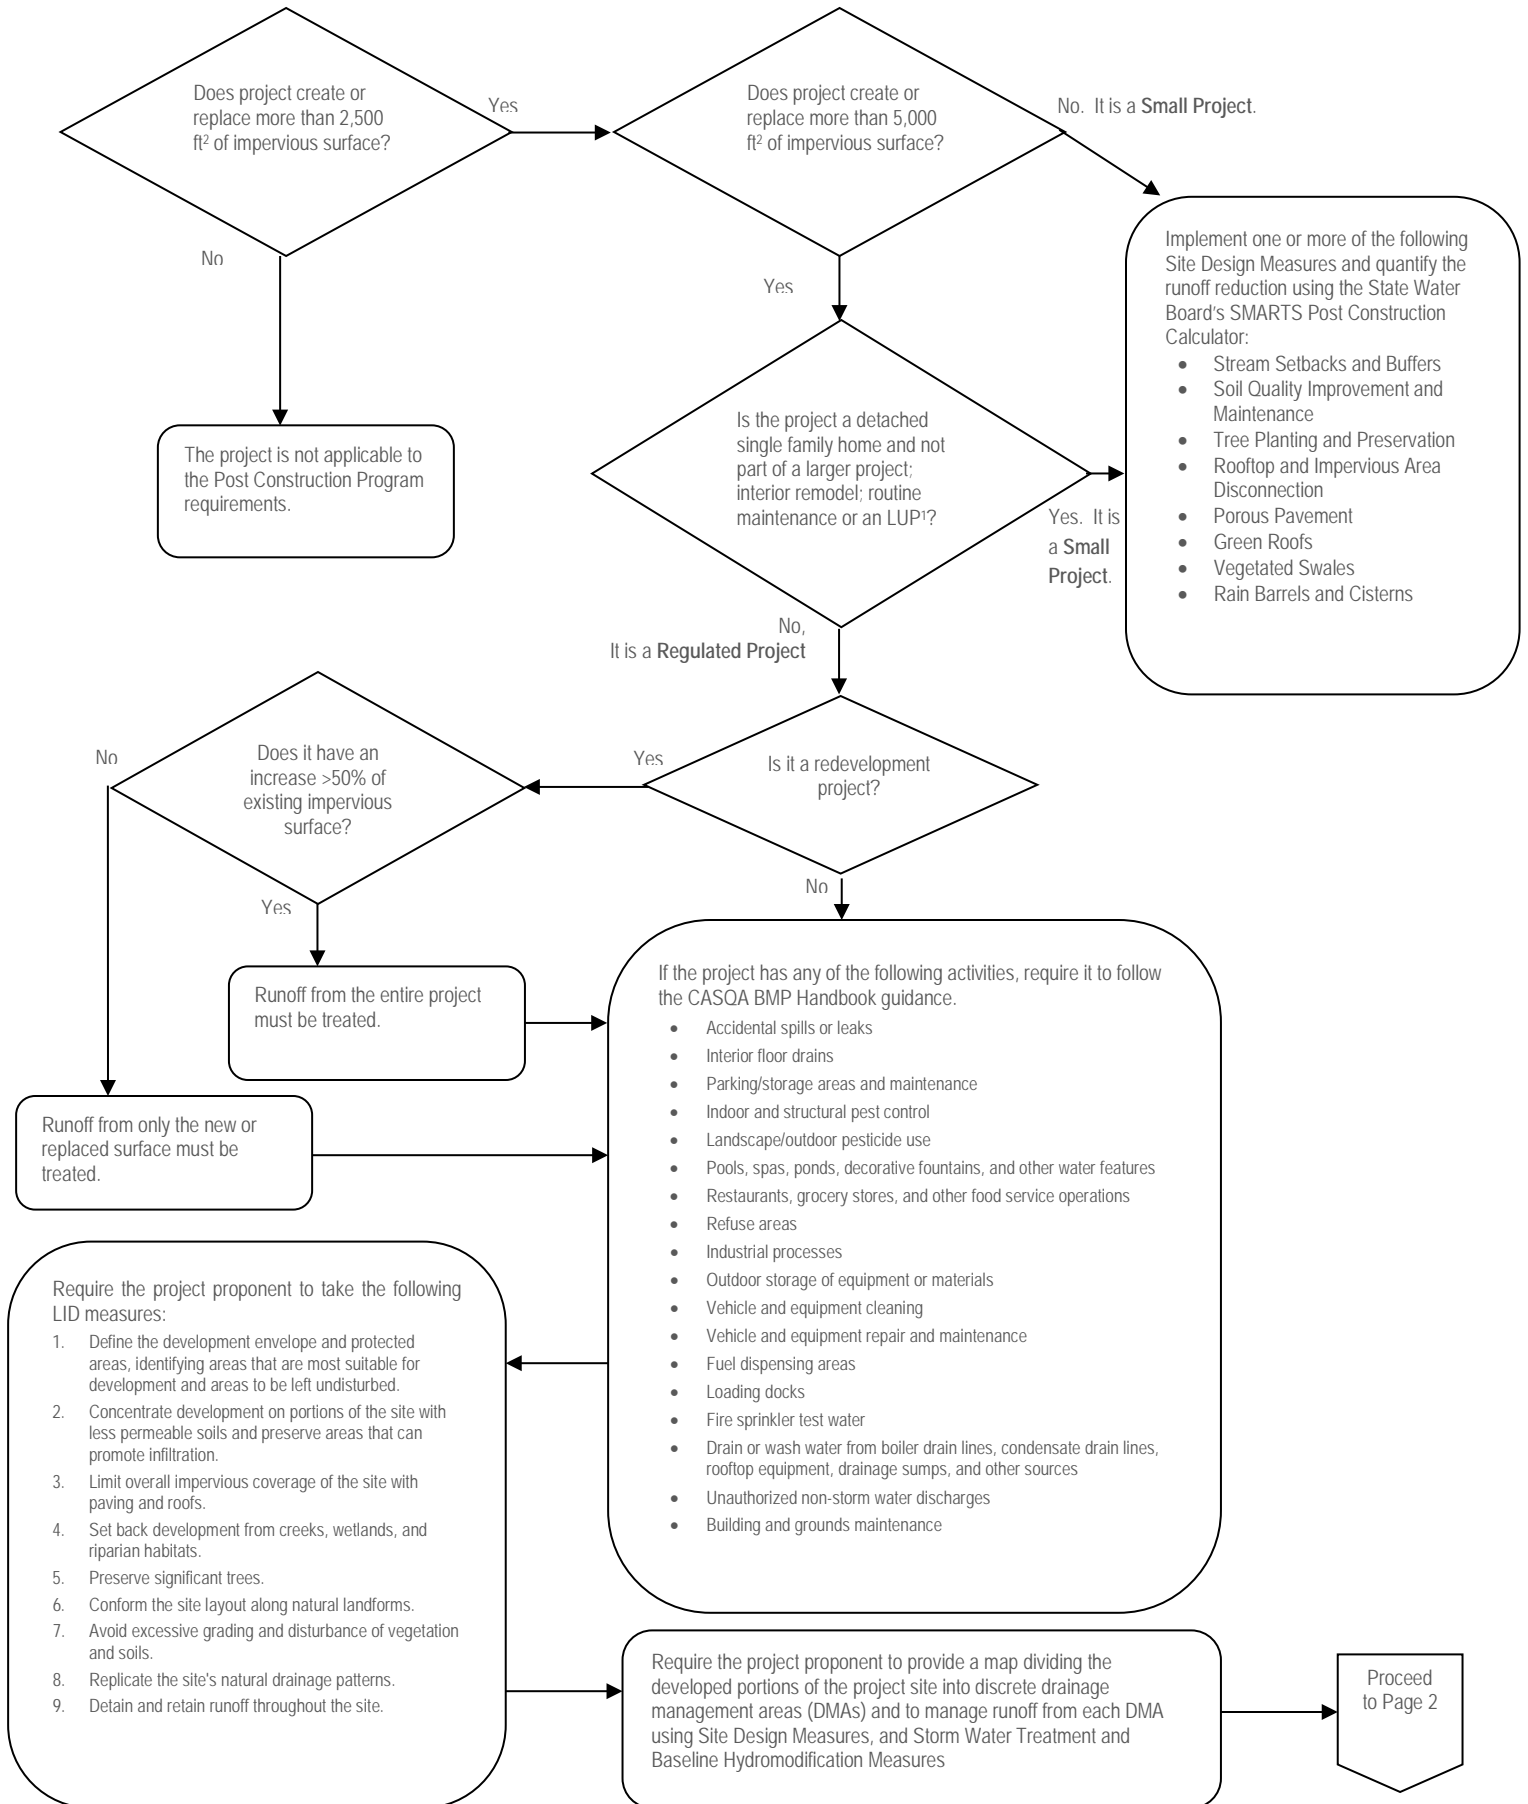 Does project create or
replace more than 2,500
ft² of impervious surface?
Yes
Does project create or
replace more than 5,000
ft² of impervious surface?
No. It is a Small Project.
No
Yes
Implement one or more of the following
Site Design Measures and quantify the
runoff reduction using the State Water
Board's SMARTS Post Construction
Calculator:
• Stream Setbacks and Buffers
• Soil Quality Improvement and
Maintenance
• Tree Planting and Preservation
• Rooftop and Impervious Area
Disconnection
• Porous Pavement
• Green Roofs
• Vegetated Swales
• Rain Barrels and Cisterns
The project is not applicable to
the Post Construction Program
requirements.
Is the project a detached
single family home and not
part of a larger project;
interior remodel; routine
maintenance or an LUP¹?
Yes. It is
a Small
Project.
No,
It is a Regulated Project
Is it a redevelopment
project?
Yes
Does it have an
increase >50% of
existing impervious
surface?
No
Yes
No
Runoff from the entire project
must be treated.
Runoff from only the new or
replaced surface must be
treated.
If the project has any of the following activities, require it to follow
the CASQA BMP Handbook guidance.
• Accidental spills or leaks
• Interior floor drains
• Parking/storage areas and maintenance
• Indoor and structural pest control
• Landscape/outdoor pesticide use
• Pools, spas, ponds, decorative fountains, and other water features
• Restaurants, grocery stores, and other food service operations
• Refuse areas
• Industrial processes
• Outdoor storage of equipment or materials
• Vehicle and equipment cleaning
• Vehicle and equipment repair and maintenance
• Fuel dispensing areas
• Loading docks
• Fire sprinkler test water
• Drain or wash water from boiler drain lines, condensate drain lines,
rooftop equipment, drainage sumps, and other sources
• Unauthorized non-storm water discharges
• Building and grounds maintenance
Require the project proponent to take the following
LID measures:
1. Define the development envelope and protected
areas, identifying areas that are most suitable for
development and areas to be left undisturbed.
2. Concentrate development on portions of the site with
less permeable soils and preserve areas that can
promote infiltration.
3. Limit overall impervious coverage of the site with
paving and roofs.
4. Set back development from creeks, wetlands, and
riparian habitats.
5. Preserve significant trees.
6. Conform the site layout along natural landforms.
7. Avoid excessive grading and disturbance of vegetation
and soils.
8. Replicate the site's natural drainage patterns.
9. Detain and retain runoff throughout the site.
Require the project proponent to provide a map dividing the
developed portions of the project site into discrete drainage
management areas (DMAs) and to manage runoff from each DMA
using Site Design Measures, and Storm Water Treatment and
Baseline Hydromodification Measures
Proceed
to Page 2